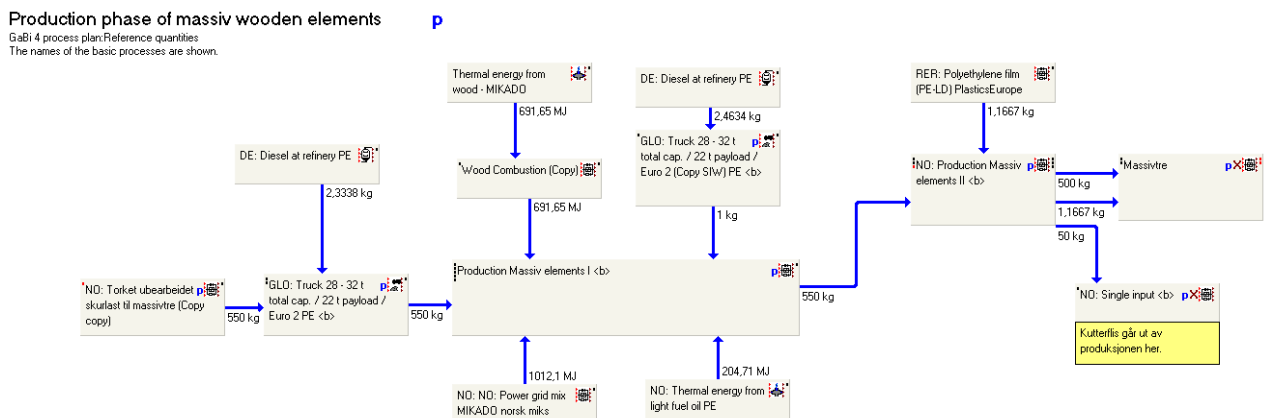 Production phase of massiv wooden elements p
GaBi 4 process plan:Reference quantities
The names of the basic processes are shown.
Thermal energy from
wood - MIKADO
691,65 MJ
DE: Diesel at refinery PE
2,4634 kg
RER: Polyethylene film
(PE-LD) PlasticsEurope
1,1667 kg
DE: Diesel at refinery PE
2,3338 kg
Wood Combustion (Copy)
691,65 MJ
GLO: Truck 28 - 32 t p
total cap. / 22 t payload /
Euro 2 (Copy SIW) PE <b>
1 kg
NO: Production Massiv p
elements II <b>
500 kg
1,1667 kg
50 kg
Massivtre p
NO: Torket ubearbeidet p
skurlast til massivtre (Copy
copy)
550 kg
GLO: Truck 28 - 32 t p
total cap. / 22 t payload /
Euro 2 PE <b>
550 kg
Production Massiv elements I <b> p
550 kg
NO: Single input <b> p
Kutterflis går ut av
produksjonen her.
1012,1 MJ
NO: NO: Power grid mix
MIKADO norsk miks
204,71 MJ
NO: Thermal energy from
light fuel oil PE